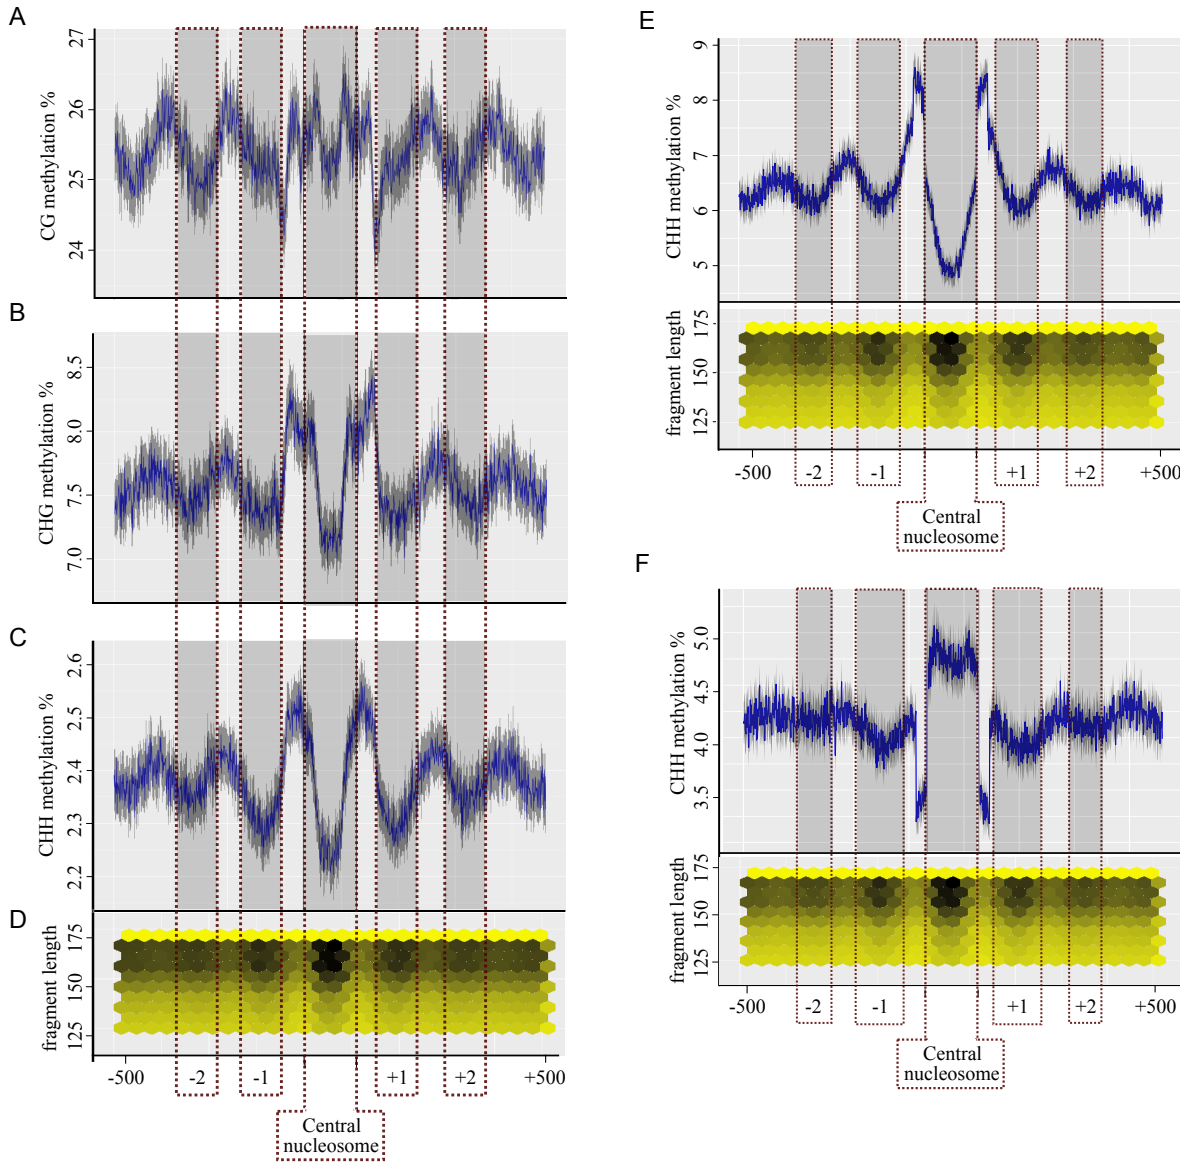 A
CG methylation %
27
26
25
24
B
CHG methylation %
8.5
8.0
7.5
7.0
C
CHH methylation %
2.6
2.5
2.4
2.3
2.2
D
fragment length
175
150
125
-500
-2
-1
+1
+2
+500
Central
nucleosome
E
CHH methylation %
9
8
7
6
5
fragment length
175
150
125
-500
-2
-1
+1
+2
+500
Central
nucleosome
F
CHH methylation %
5.0
4.5
4.0
3.5
fragment length
175
150
125
-500
-2
-1
+1
+2
+500
Central
nucleosome